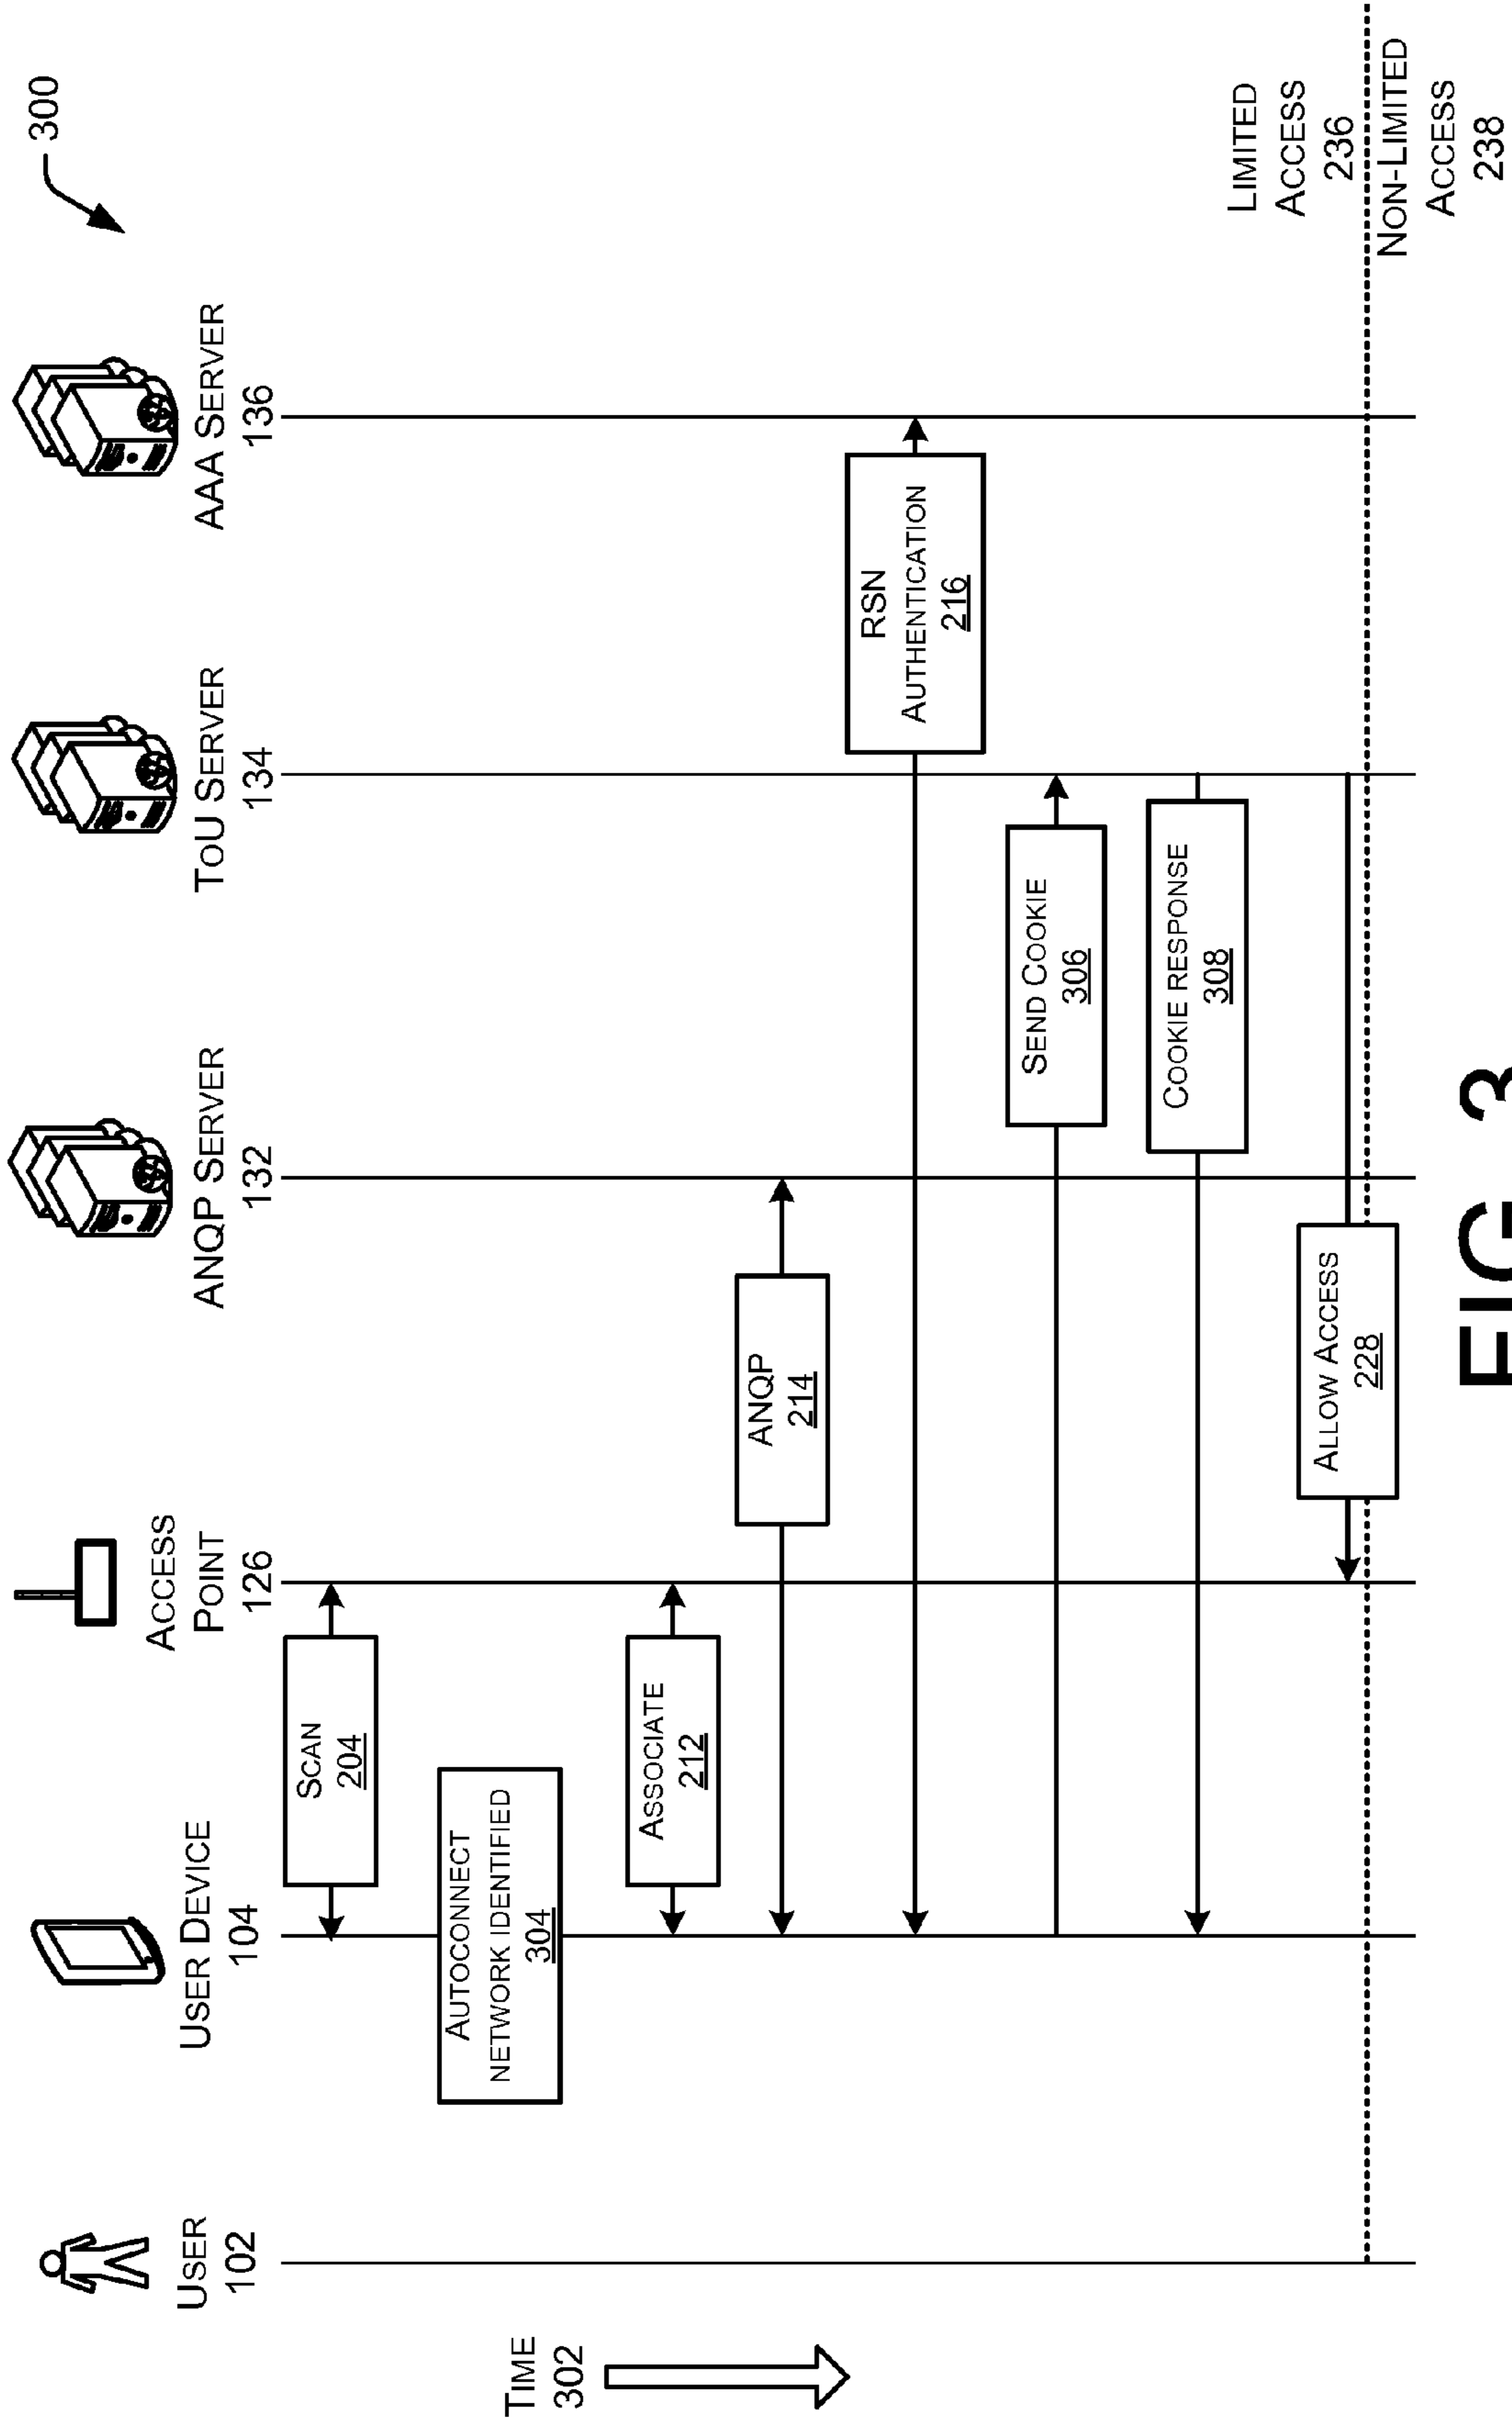 300
USER
102
USER DEVICE
104
ACCESS
POINT
126
ANQP SERVER
132
TOU SERVER
134
AAA SERVER
136
TIME
302
SCAN
204
AUTOCONNECT
NETWORK IDENTIFIED
304
ASSOCIATE
212
ANQP
214
RSN
AUTHENTICATION
216
SEND COOKIE
306
COOKIE RESPONSE
308
ALLOW ACCESS
228
LIMITED
ACCESS
236
NON-LIMITED
ACCESS
238
FIG. 3